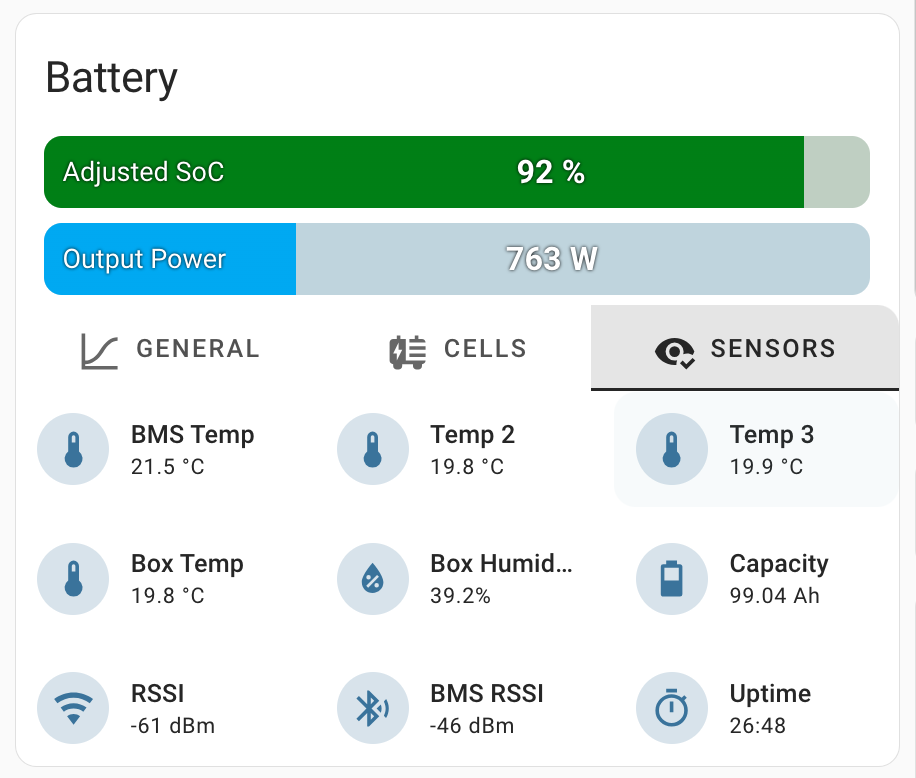 Battery
Adjusted SoC 92 %
Output Power 763 W
GENERAL CELLS SENSORS
BMS Temp
21.5 °C
Temp 2
19.8 °C
Temp 3
19.9 °C
Box Temp
19.8 °C
Box Humid...
39.2%
Capacity
99.04 Ah
RSSI
-61 dBm
BMS RSSI
-46 dBm
Uptime
26:48